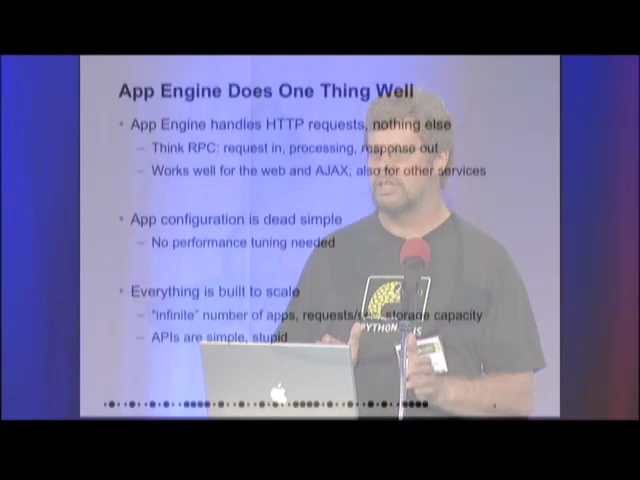 App Engine Does One Thing Well
• App Engine handles HTTP requests, nothing else
– Think RPC: request in, processing, response out
– Works well for the web and AJAX; also for other services
• App configuration is dead simple
– No performance tuning needed
• Everything is built to scale
– "infinite" number of apps, requests/sec, storage capacity
– APIs are simple, stupid
PYTHON